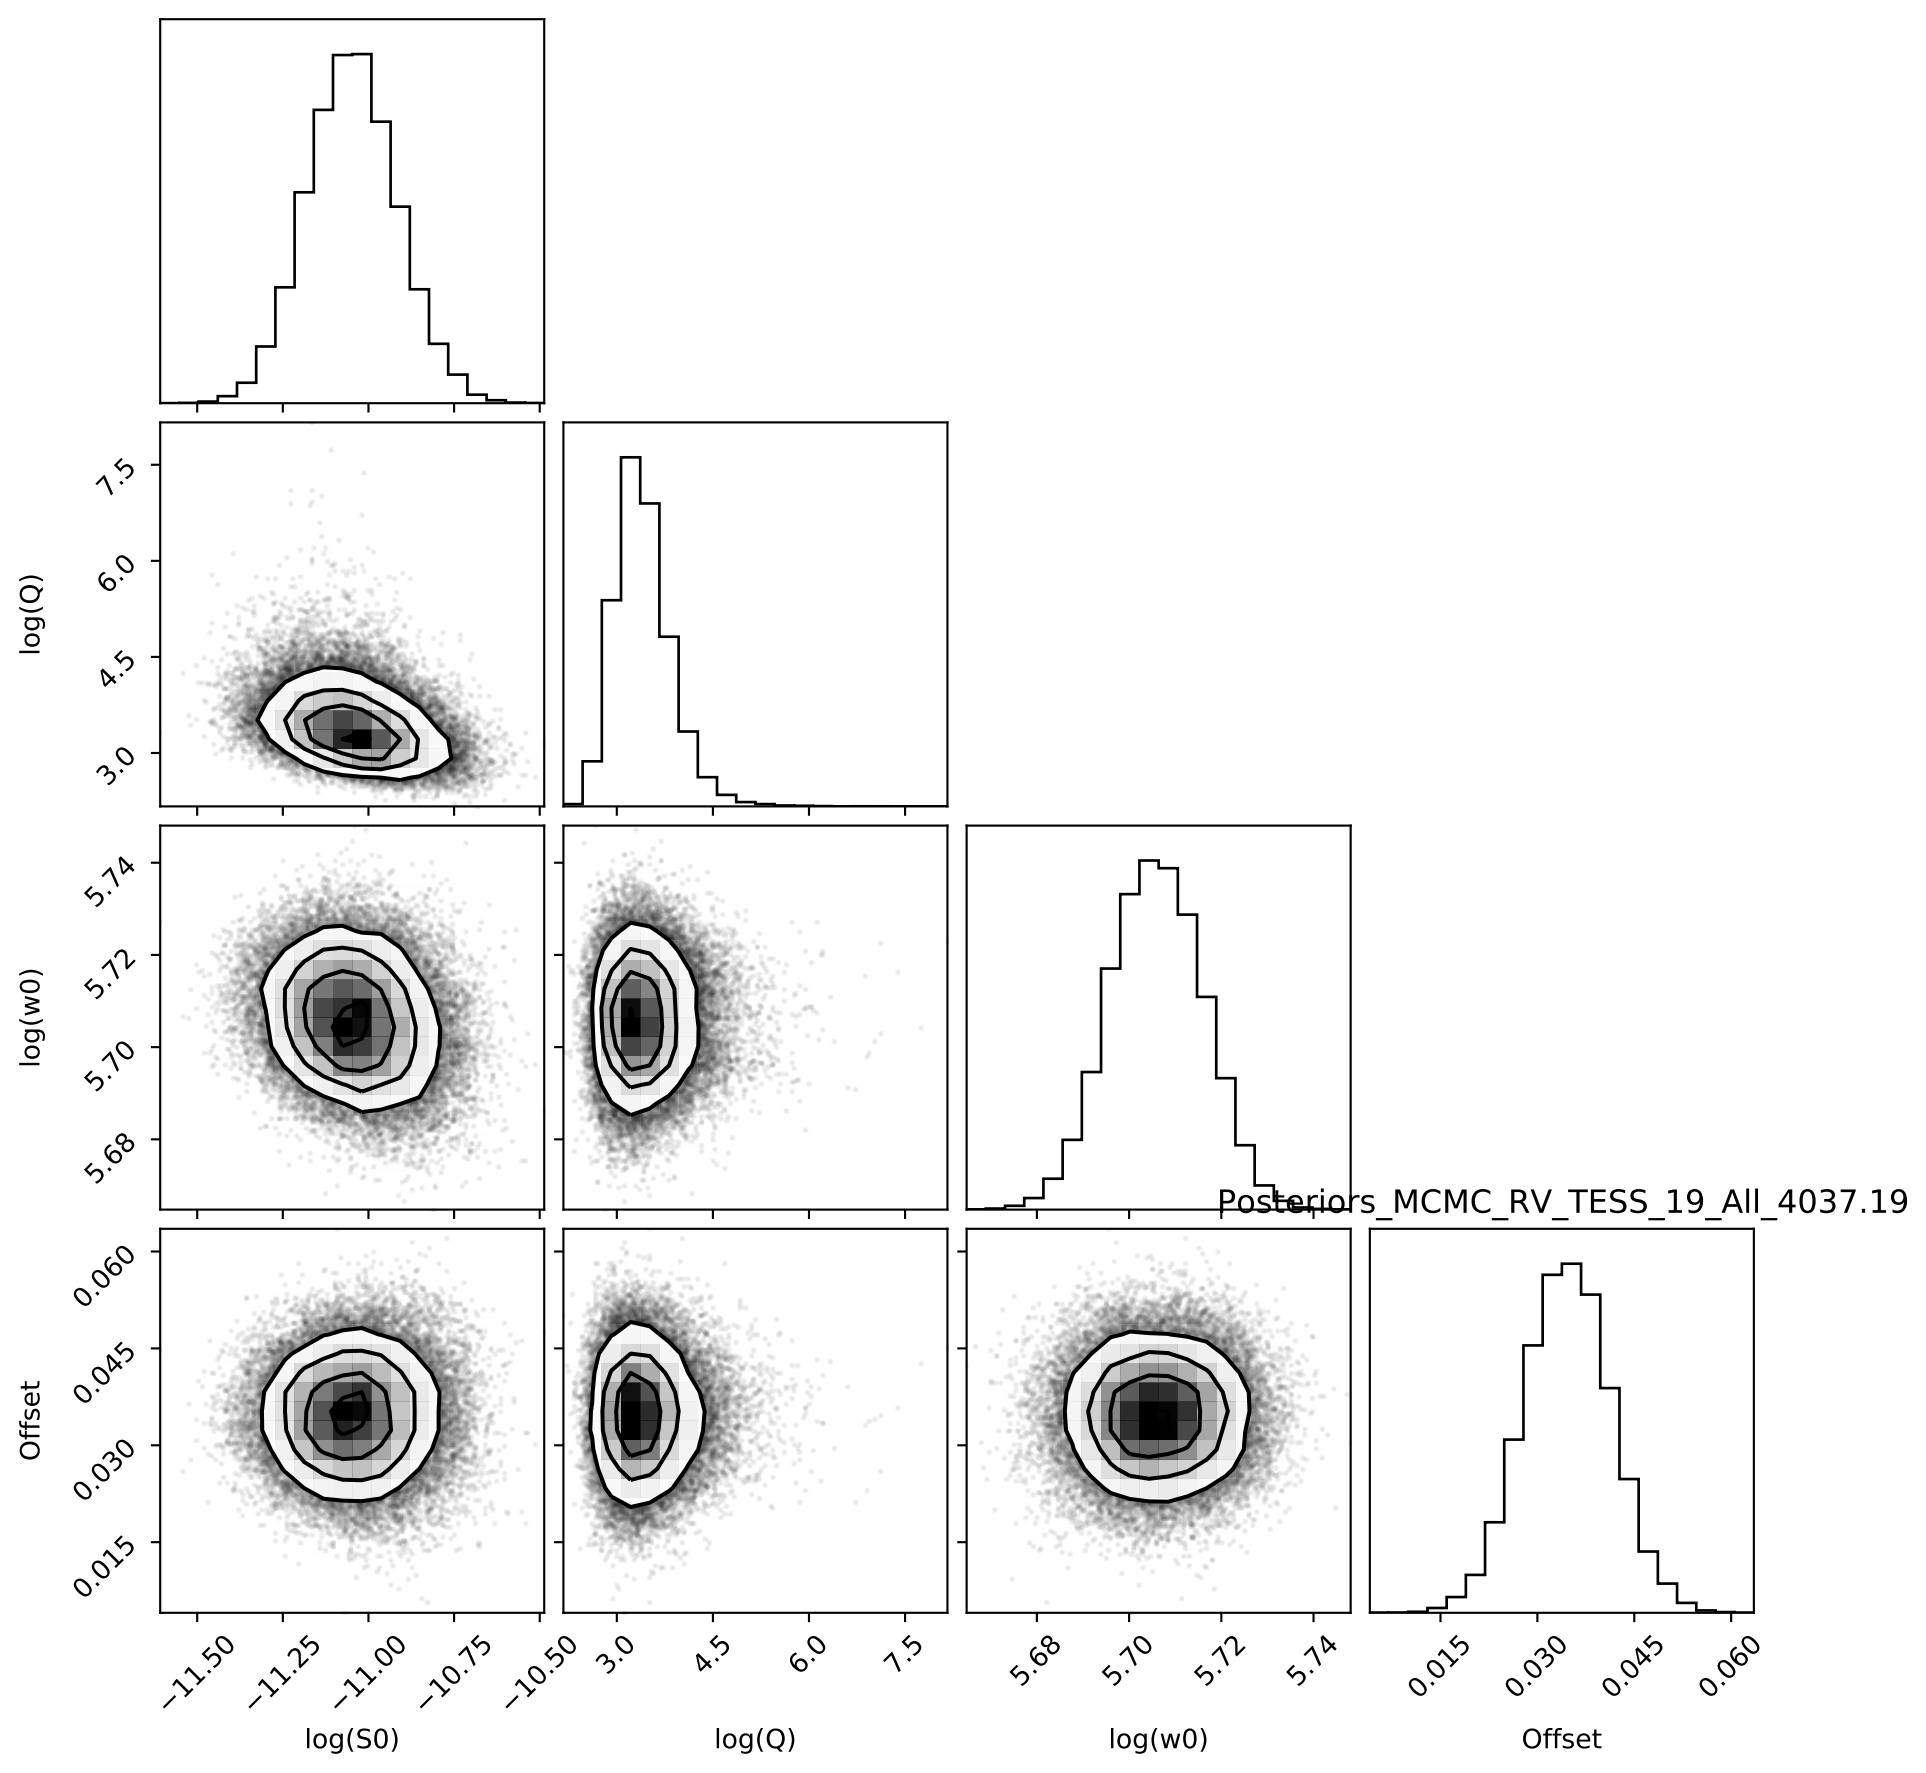 7.5
6.0
4.5
3.0
log(Q)
5.74
5.72
5.70
5.68
log(w0)
Posteriors_MCMC_RV_TESS_19_All_4037.19
0.060
0.045
0.030
0.015
Offset
−11.50 −11.25 −11.00 −10.75 −10.50 3.0 4.5 6.0 7.5 5.68 5.70 5.72 5.74 0.015 0.030 0.045 0.060
log(S0) log(Q) log(w0) Offset